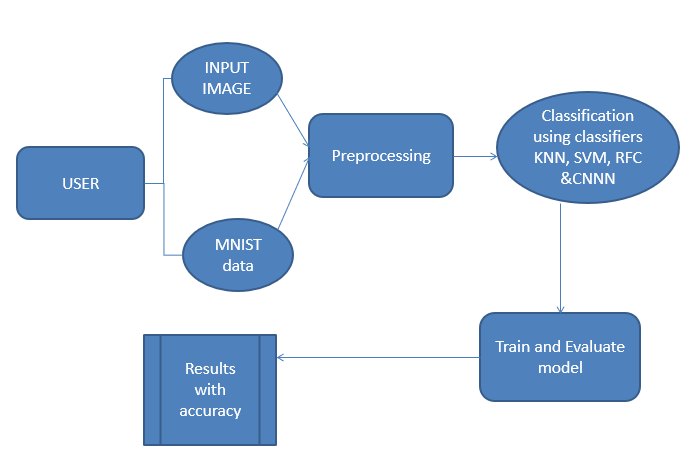 INPUT
IMAGE
USER
MNIST
data
Preprocessing
Classification
using classifiers
KNN, SVM, RFC
&CNNN
Train and Evaluate
model
Results
with
accuracy